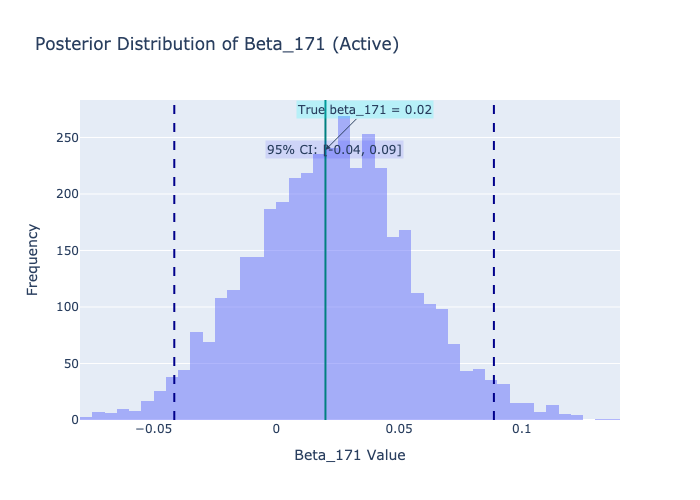 Posterior Distribution of Beta_171 (Active)
True beta_171 = 0.02
95% CI: [-0.04, 0.09]
250
200
150
100
50
0
Frequency
−0.05
0
0.05
0.1
Beta_171 Value